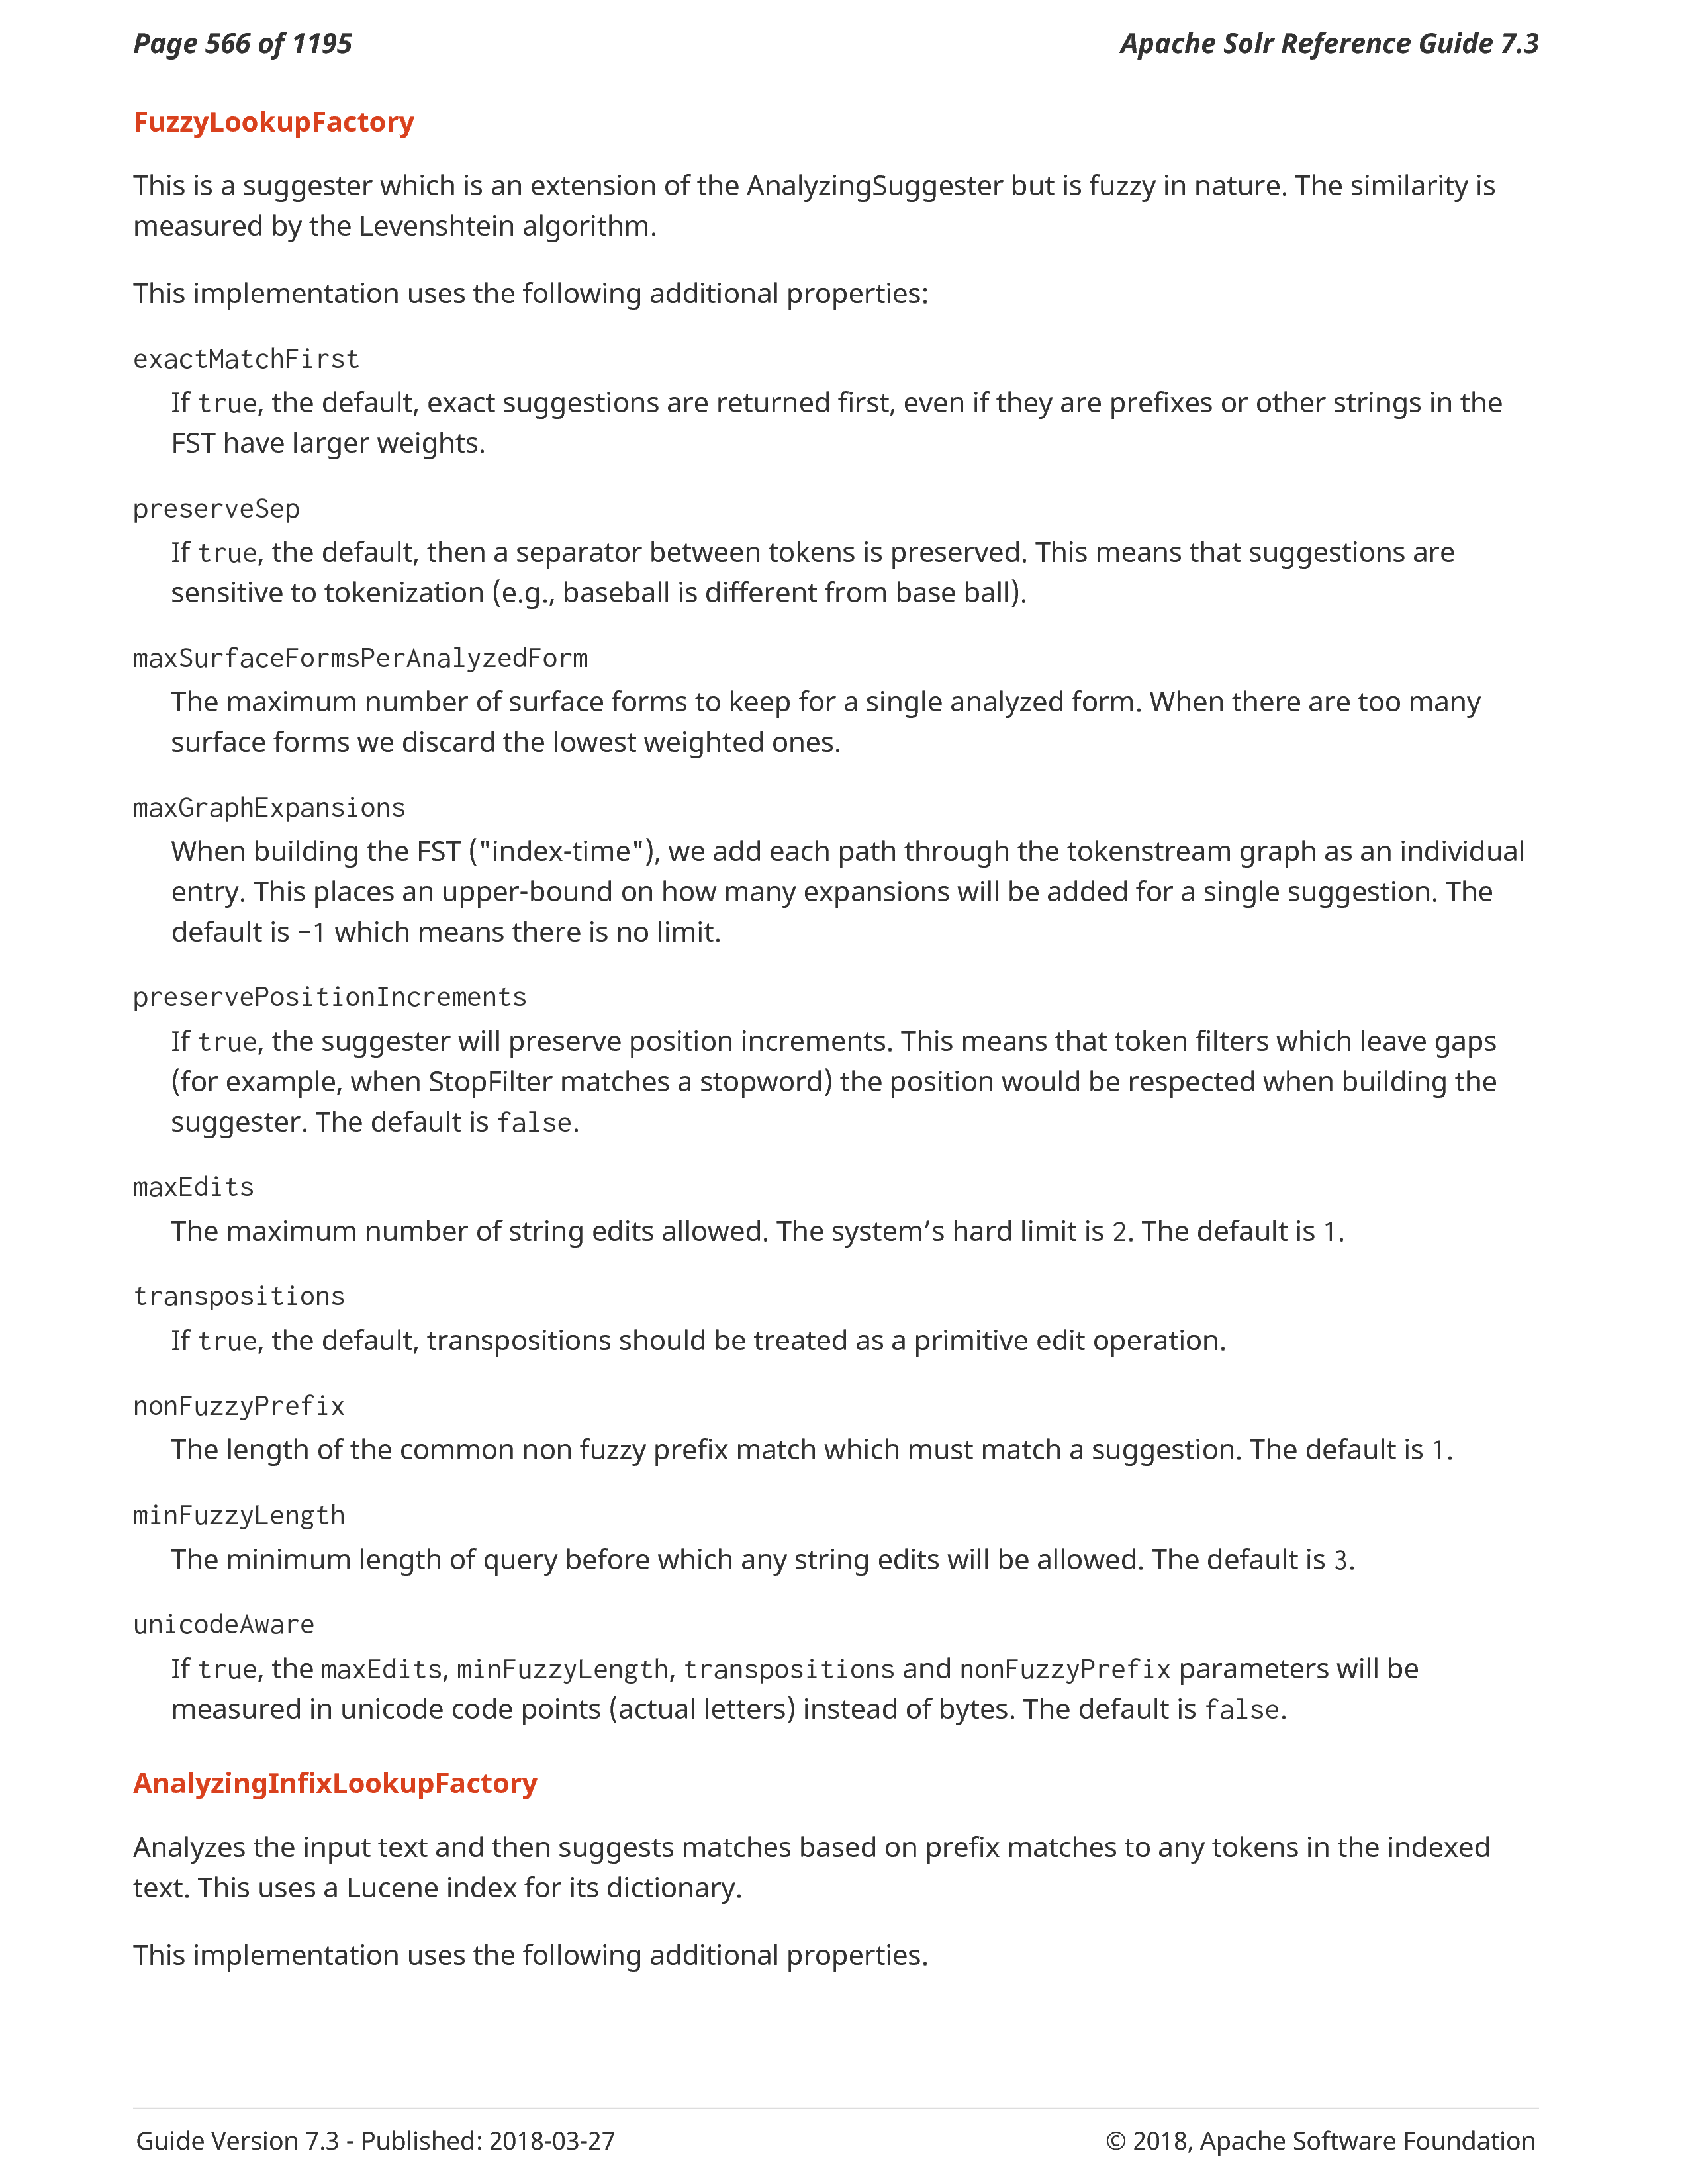 Page 566 of 1195
Apache Solr Reference Guide 7.3
FuzzyLookupFactory
This is a suggester which is an extension of the AnalyzingSuggester but is fuzzy in nature. The similarity is
measured by the Levenshtein algorithm.
This implementation uses the following additional properties:
exactMatchFirst
If true, the default, exact suggestions are returned first, even if they are prefixes or other strings in the
FST have larger weights.
preserveSep
If true, the default, then a separator between tokens is preserved. This means that suggestions are
sensitive to tokenization (e.g., baseball is different from base ball).
maxSurfaceFormsPerAnalyzedForm
The maximum number of surface forms to keep for a single analyzed form. When there are too many
surface forms we discard the lowest weighted ones.
maxGraphExpansions
When building the FST ("index-time"), we add each path through the tokenstream graph as an individual
entry. This places an upper-bound on how many expansions will be added for a single suggestion. The
default is -1 which means there is no limit.
preservePositionIncrements
If true, the suggester will preserve position increments. This means that token filters which leave gaps
(for example, when StopFilter matches a stopword) the position would be respected when building the
suggester. The default is false.
maxEdits
The maximum number of string edits allowed. The system’s hard limit is 2. The default is 1.
transpositions
If true, the default, transpositions should be treated as a primitive edit operation.
nonFuzzyPrefix
The length of the common non fuzzy prefix match which must match a suggestion. The default is 1.
minFuzzyLength
The minimum length of query before which any string edits will be allowed. The default is 3.
unicodeAware
If true, the maxEdits, minFuzzyLength, transpositions and nonFuzzyPrefix parameters will be
measured in unicode code points (actual letters) instead of bytes. The default is false.
AnalyzingInfixLookupFactory
Analyzes the input text and then suggests matches based on prefix matches to any tokens in the indexed
text. This uses a Lucene index for its dictionary.
This implementation uses the following additional properties.
Guide Version 7.3 - Published: 2018-03-27
© 2018, Apache Software Foundation